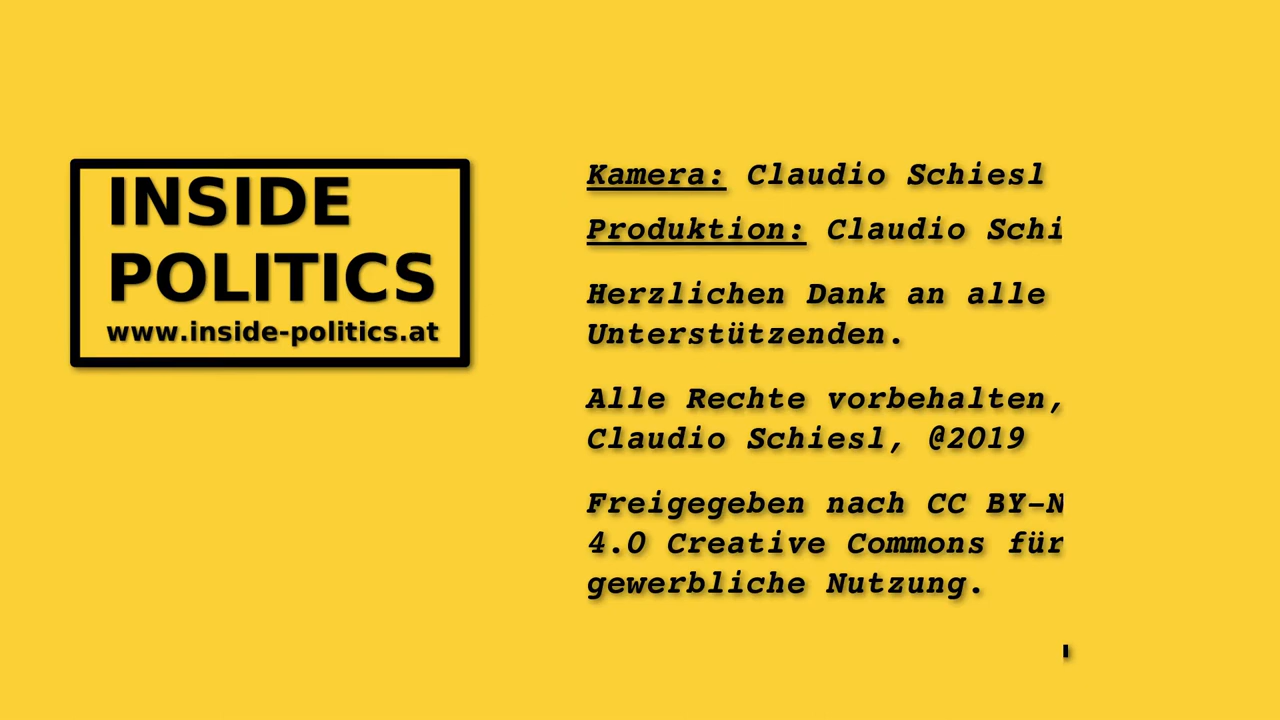 INSIDE
POLITICS
www.inside-politics.at
Kamera: Claudio Schiesl
Produktion: Claudio Schi
Herzlichen Dank an alle
Unterstützenden.
Alle Rechte vorbehalten,
Claudio Schiesl, @2019
Freigegeben nach CC BY-N
4.0 Creative Commons für
gewerbliche Nutzung.